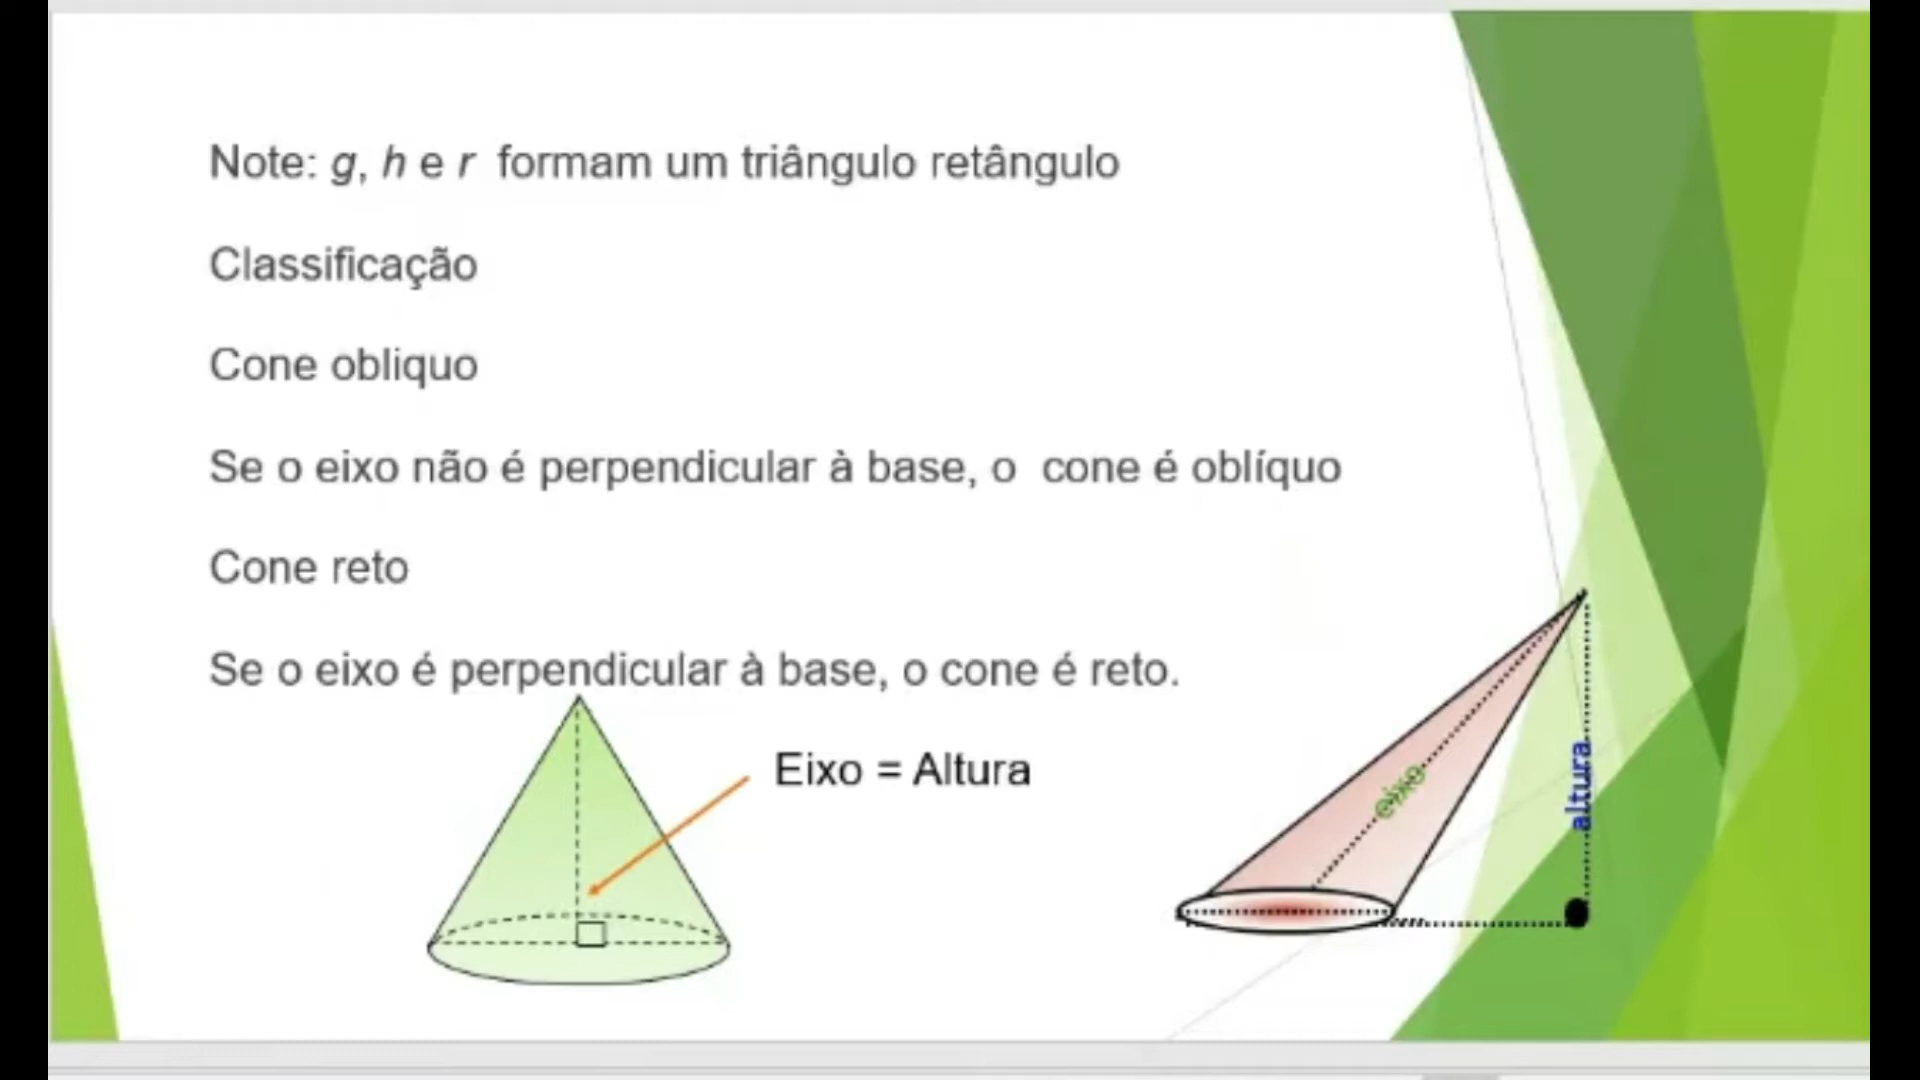 Note: g, h e r formam um triângulo retângulo
Classificação
Cone obliquo
Se o eixo não é perpendicular à base, o cone é oblíquo
Cone reto
Se o eixo é perpendicular à base, o cone é reto.
Eixo = Altura
eixo
altura